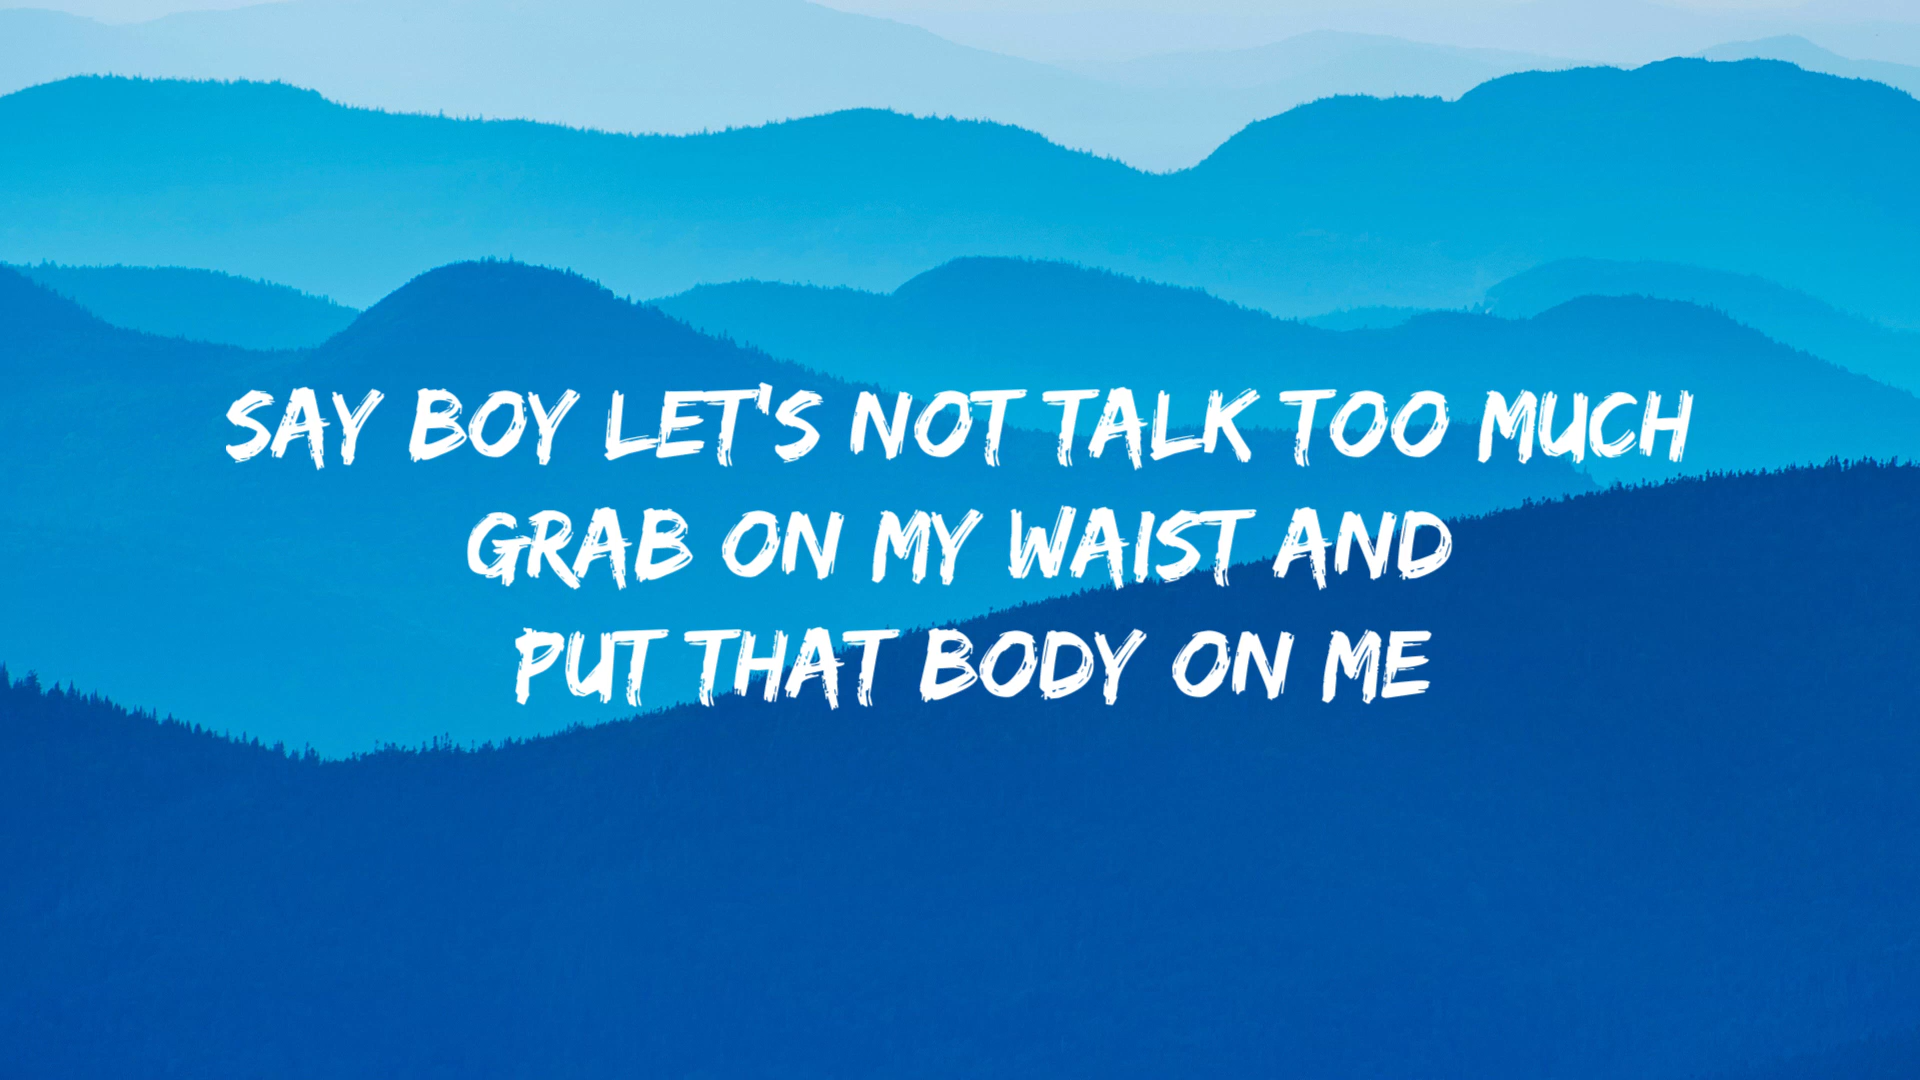 SAY BOY LET'S NOT TALK TOO MUCH
GRAB ON MY WAIST AND
PUT THAT BODY ON ME